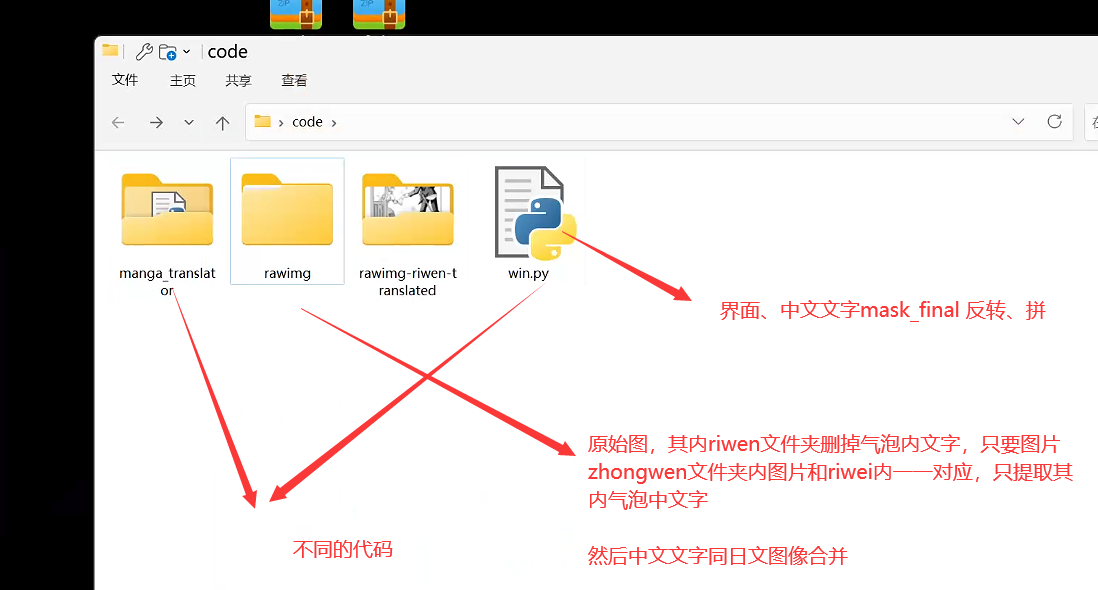 ZIP ZIP
code
文件 主页 共享 查看
code
manga_translat
or
rawimg
rawimg-riwen-t
ranslated
win.py
界面、中文文字mask_final 反转、拼
原始图，其内riwen文件夹删掉气泡内文字，只要图片
zhongwen文件夹内图片和riwei内一一对应，只提取其
内气泡中文字
不同的代码
然后中文文字同日文图像合并